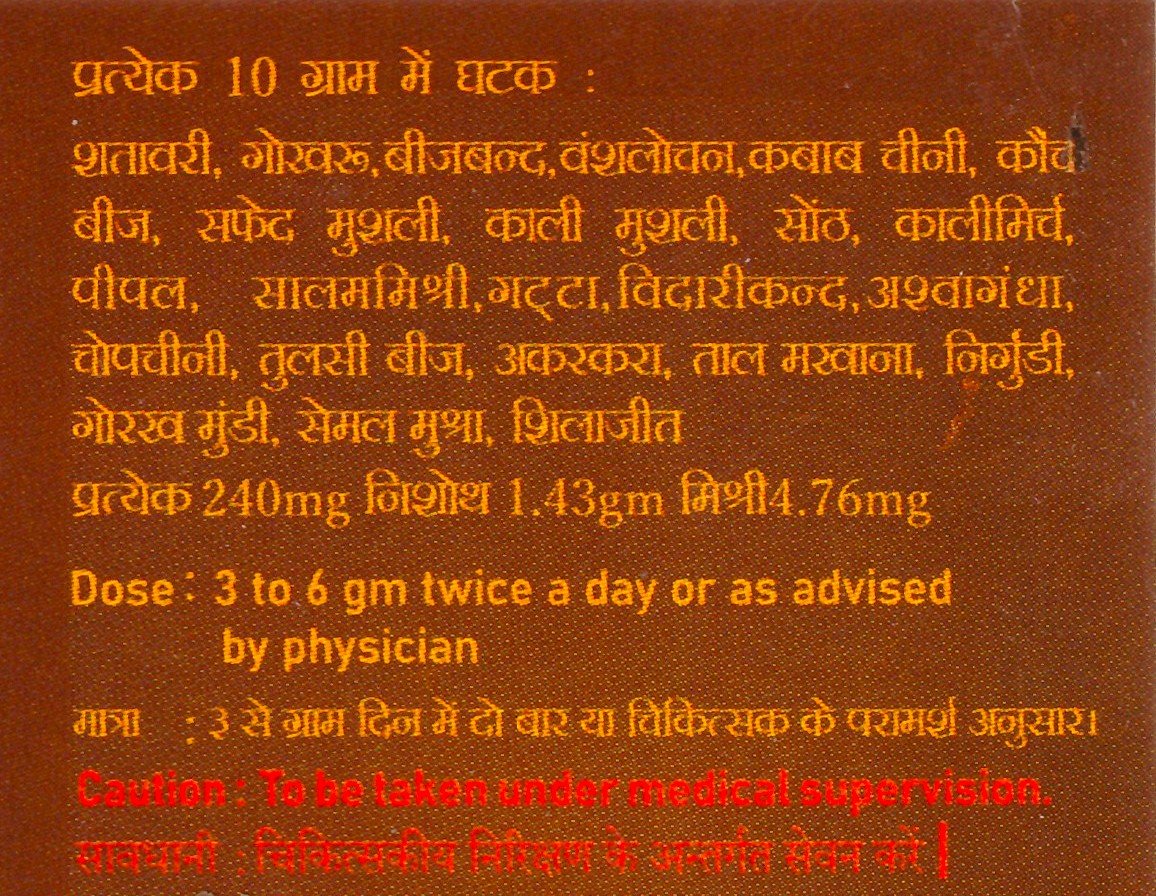 प्रत्येक 10 ग्राम में घटक :
शतावरी, गोखरू,बीजबन्द,वंशलोचन,कबाब चीनी, कौच
बीज, सफेद मुशली, काली मुशली, सोंठ, कालीमिर्च,
पीपल, सालममिश्री,गट्टा,विदारीकन्द,अश्वागंधा,
चोपचीनी, तुलसी बीज, अकरकरा, ताल मखाना, निर्गुंडी,
गोरख मुंडी, सेमल मुश्रा, शिलाजीत
प्रत्येक 240mg निशोथ 1.43gm मिश्री4.76mg
Dose : 3 to 6 gm twice a day or as advised
by physician
मात्रा : ३ से ग्राम दिन में दो बार या चिकित्सक के परामर्श अनुसार।
Caution : To be taken under medical supervision.
सावधानी : चिकित्सकीय निरिक्षण के अन्तर्गत सेवन करें |